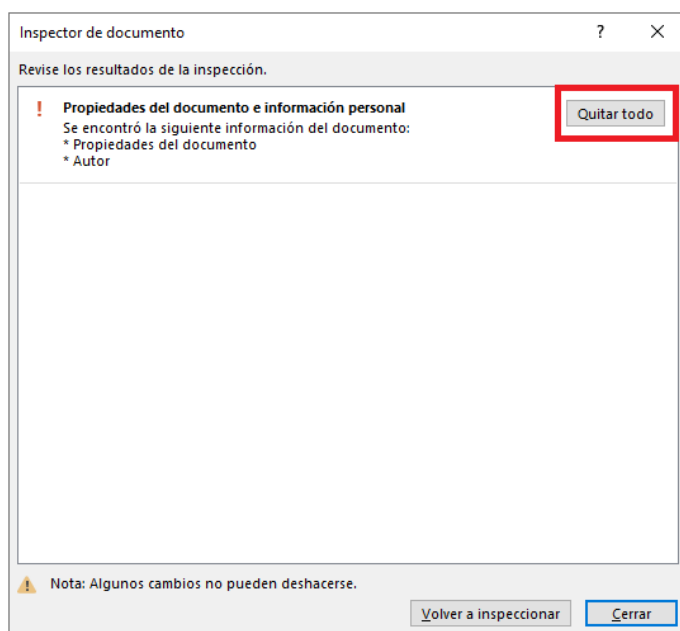 Inspector de documento
Revise los resultados de la inspección.
! Propiedades del documento e información personal
Se encontró la siguiente información del documento:
* Propiedades del documento
* Autor
Quitar todo
Nota: Algunos cambios no pueden deshacerse.
Volver a inspeccionar
Cerrar